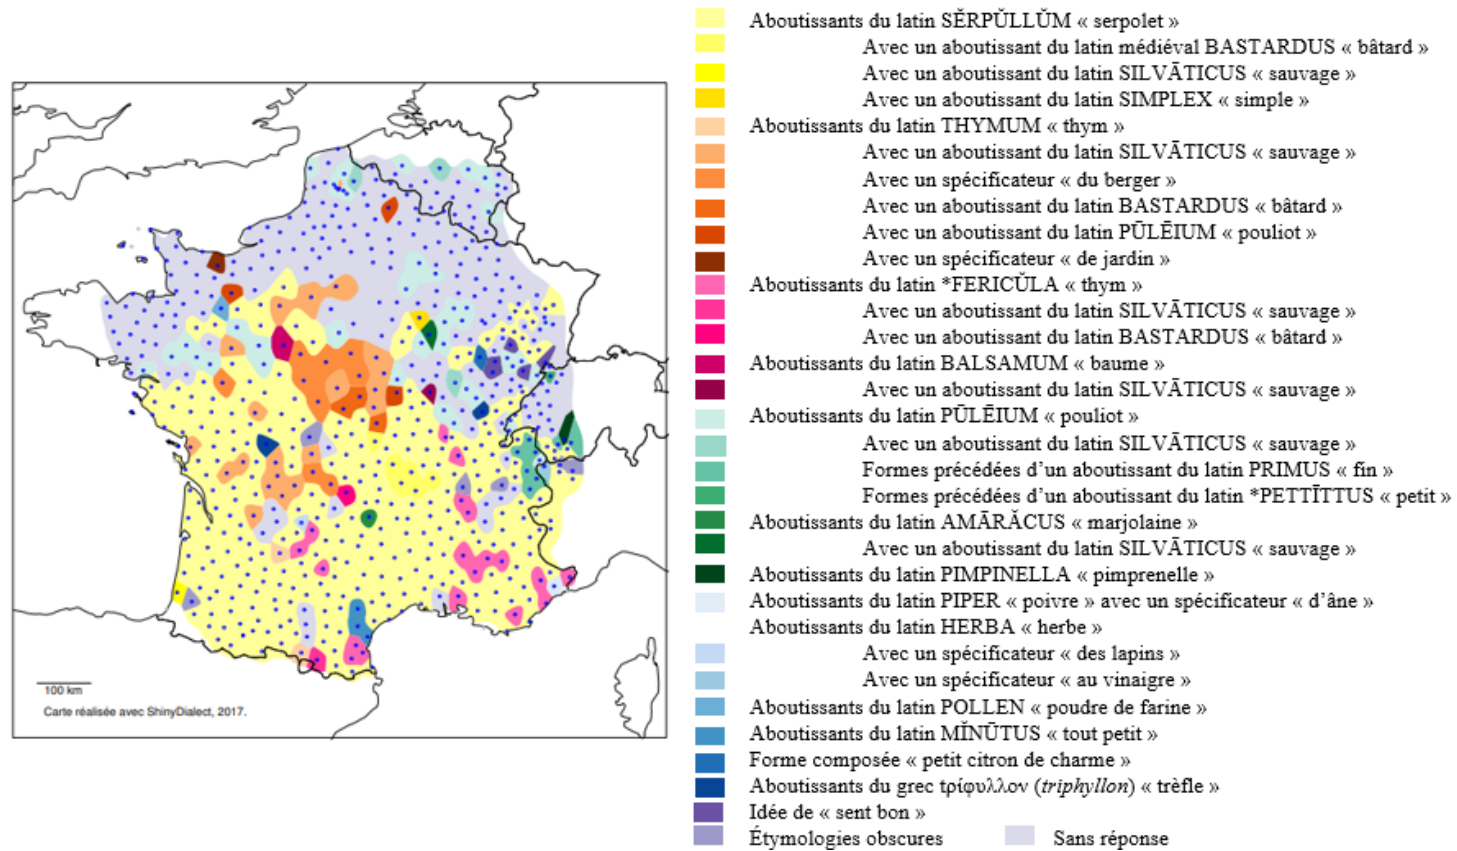 Aboutissants du latin SĔRPŬLLŬM « serpolet »
Avec un aboutissant du latin médiéval BASTARDUS « bâtard »
Avec un aboutissant du latin SILVĀTICUS « sauvage »
Avec un aboutissant du latin SIMPLEX « simple »
Aboutissants du latin THYMUM « thym »
Avec un aboutissant du latin SILVĀTICUS « sauvage »
Avec un spécificateur « du berger »
Avec un aboutissant du latin BASTARDUS « bâtard »
Avec un aboutissant du latin PŪLĒIUM « pouliot »
Avec un spécificateur « de jardin »
Aboutissants du latin *FERICŬLA « thym »
Avec un aboutissant du latin SILVĀTICUS « sauvage »
Avec un aboutissant du latin BASTARDUS « bâtard »
Aboutissants du latin BALSAMUM « baume »
Avec un aboutissant du latin SILVĀTICUS « sauvage »
Aboutissants du latin PŪLĒIUM « pouliot »
Avec un aboutissant du latin SILVĀTICUS « sauvage »
Formes précédées d’un aboutissant du latin PRIMUS « fin »
Formes précédées d’un aboutissant du latin *PETTĪTTUS « petit »
Aboutissants du latin AMĀRĂCUS « marjolaine »
Avec un aboutissant du latin SILVĀTICUS « sauvage »
Aboutissants du latin PIMPINELLA « pimprenelle »
Aboutissants du latin PIPER « poivre » avec un spécificateur « d’âne »
Aboutissants du latin HERBA « herbe »
Avec un spécificateur « des lapins »
Avec un spécificateur « au vinaigre »
Aboutissants du latin POLLEN « poudre de farine »
Aboutissants du latin MĬNŪTUS « tout petit »
Forme composée « petit citron de charme »
Aboutissants du grec τρίφυλλον (triphyllon) « trèfle »
Idée de « sent bon »
Étymologies obscures
Sans réponse
100 km
Carte réalisée avec ShinyDialect, 2017.